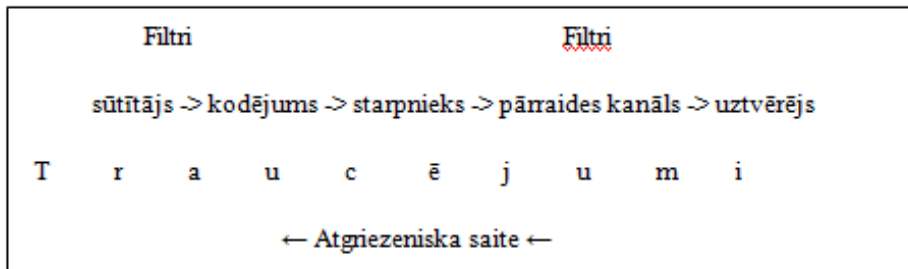 Filtri Filtri
sūtītājs -> kodējums -> starpnieks -> pārraides kanāls -> uztvērējs
T r a u c ē j u m i
← Atgriezeniska saite ←